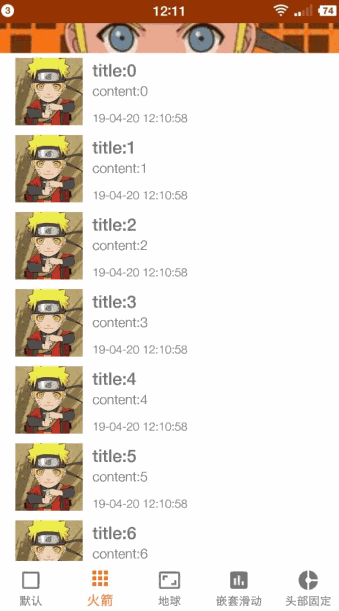 3
12:11
74
title:0
content:0
19-04-20 12:10:58
title:1
content:1
19-04-20 12:10:58
title:2
content:2
19-04-20 12:10:58
title:3
content:3
19-04-20 12:10:58
title:4
content:4
19-04-20 12:10:58
title:5
content:5
19-04-20 12:10:58
title:6
content:6
默认
火箭
地球
嵌套滑动
头部固定